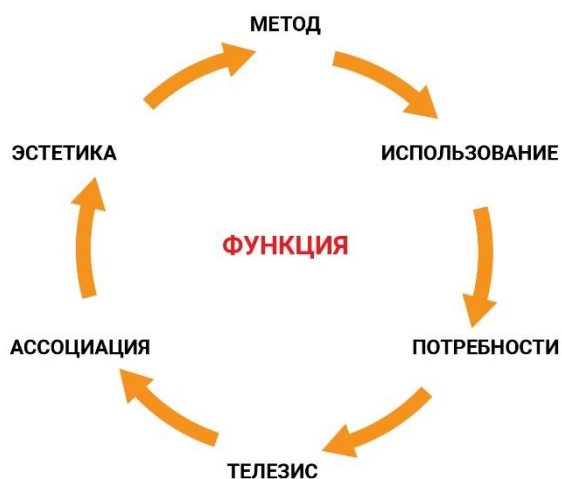 МЕТОД
ИСПОЛЬЗОВАНИЕ
ПОТРЕБНОСТИ
ТЕЛЕЗИС
АССОЦИАЦИЯ
ЭСТЕТИКА
ФУНКЦИЯ